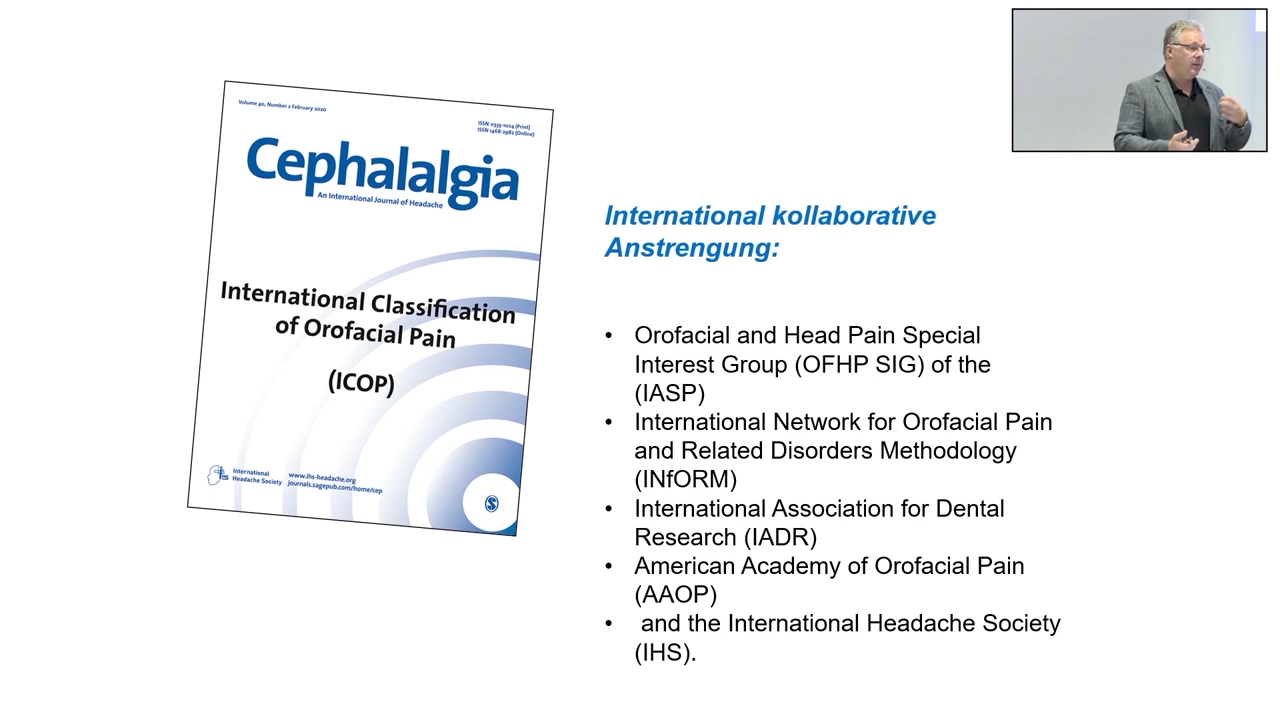 Volume 40, Number 2 February 2020
ISSN 0333-1024 (Print)
ISSN 1468-2982 (Online)
Cephalalgia
An International Journal of Headache
International Classification
of Orofacial Pain
(ICOP)
International
Headache Society
www.ihs-headache.org
journals.sagepub.com/home/cep
International kollaborative
Anstrengung:
• Orofacial and Head Pain Special
Interest Group (OFHP SIG) of the
(IASP)
• International Network for Orofacial Pain
and Related Disorders Methodology
(INfORM)
• International Association for Dental
Research (IADR)
• American Academy of Orofacial Pain
(AAOP)
• and the International Headache Society
(IHS).